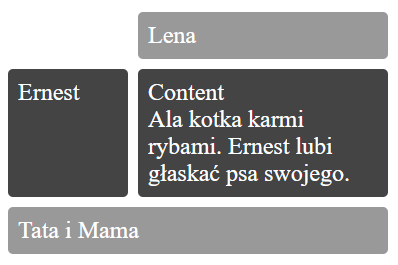 Lena
Ernest
Content
Ala kotka karmi
rybami. Ernest lubi
głaskać psa swojego.
Tata i Mama